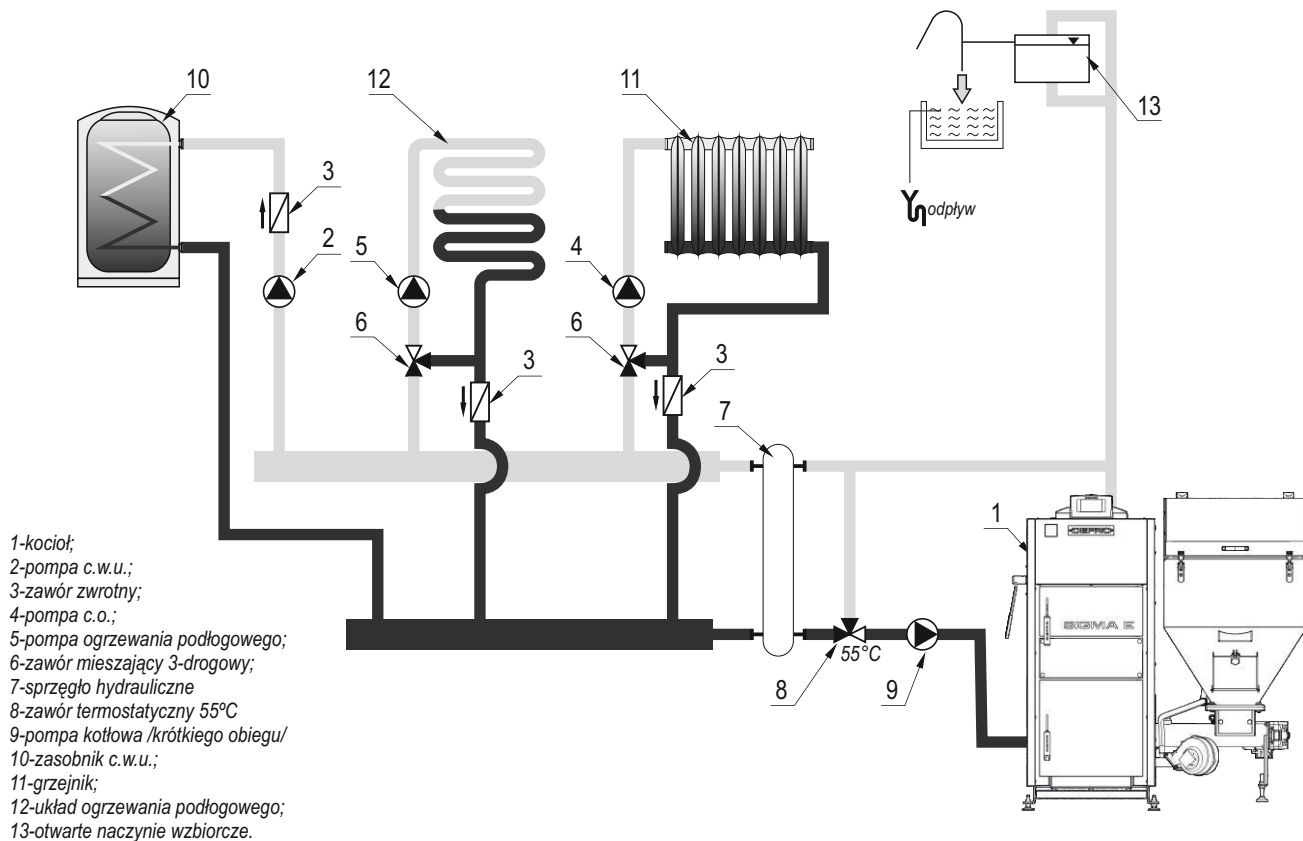 10
12
11
13
3
2
5
4
odpływ
6
6
3
3
7
1
DEFRO
SIGMA E
55°C
8
9
1-kocioł;
2-pompa c.w.u.;
3-zawór zwrotny;
4-pompa c.o.;
5-pompa ogrzewania podłogowego;
6-zawór mieszający 3-drogowy;
7-sprzęgło hydrauliczne
8-zawór termostatyczny 55ºC
9-pompa kotłowa /krótkiego obiegu/
10-zasobnik c.w.u.;
11-grzejnik;
12-układ ogrzewania podłogowego;
13-otwarte naczynie wzbiorcze.